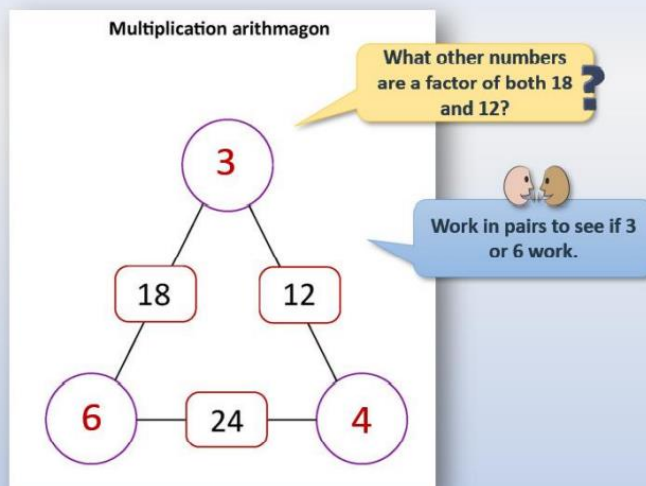 Multiplication arithmagon
What other numbers
are a factor of both 18
and 12?
?
3
Work in pairs to see if 3
or 6 work.
18
12
6
24
4